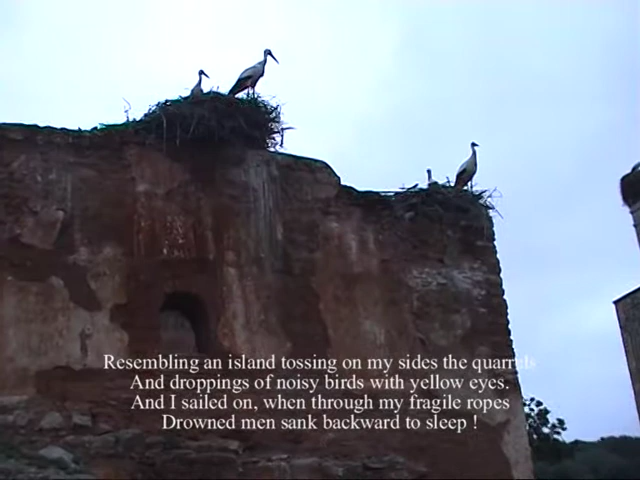 Resembling an island tossing on my sides the quarrels
And droppings of noisy birds with yellow eyes.
And I sailed on, when through my fragile ropes
Drowned men sank backward to sleep !